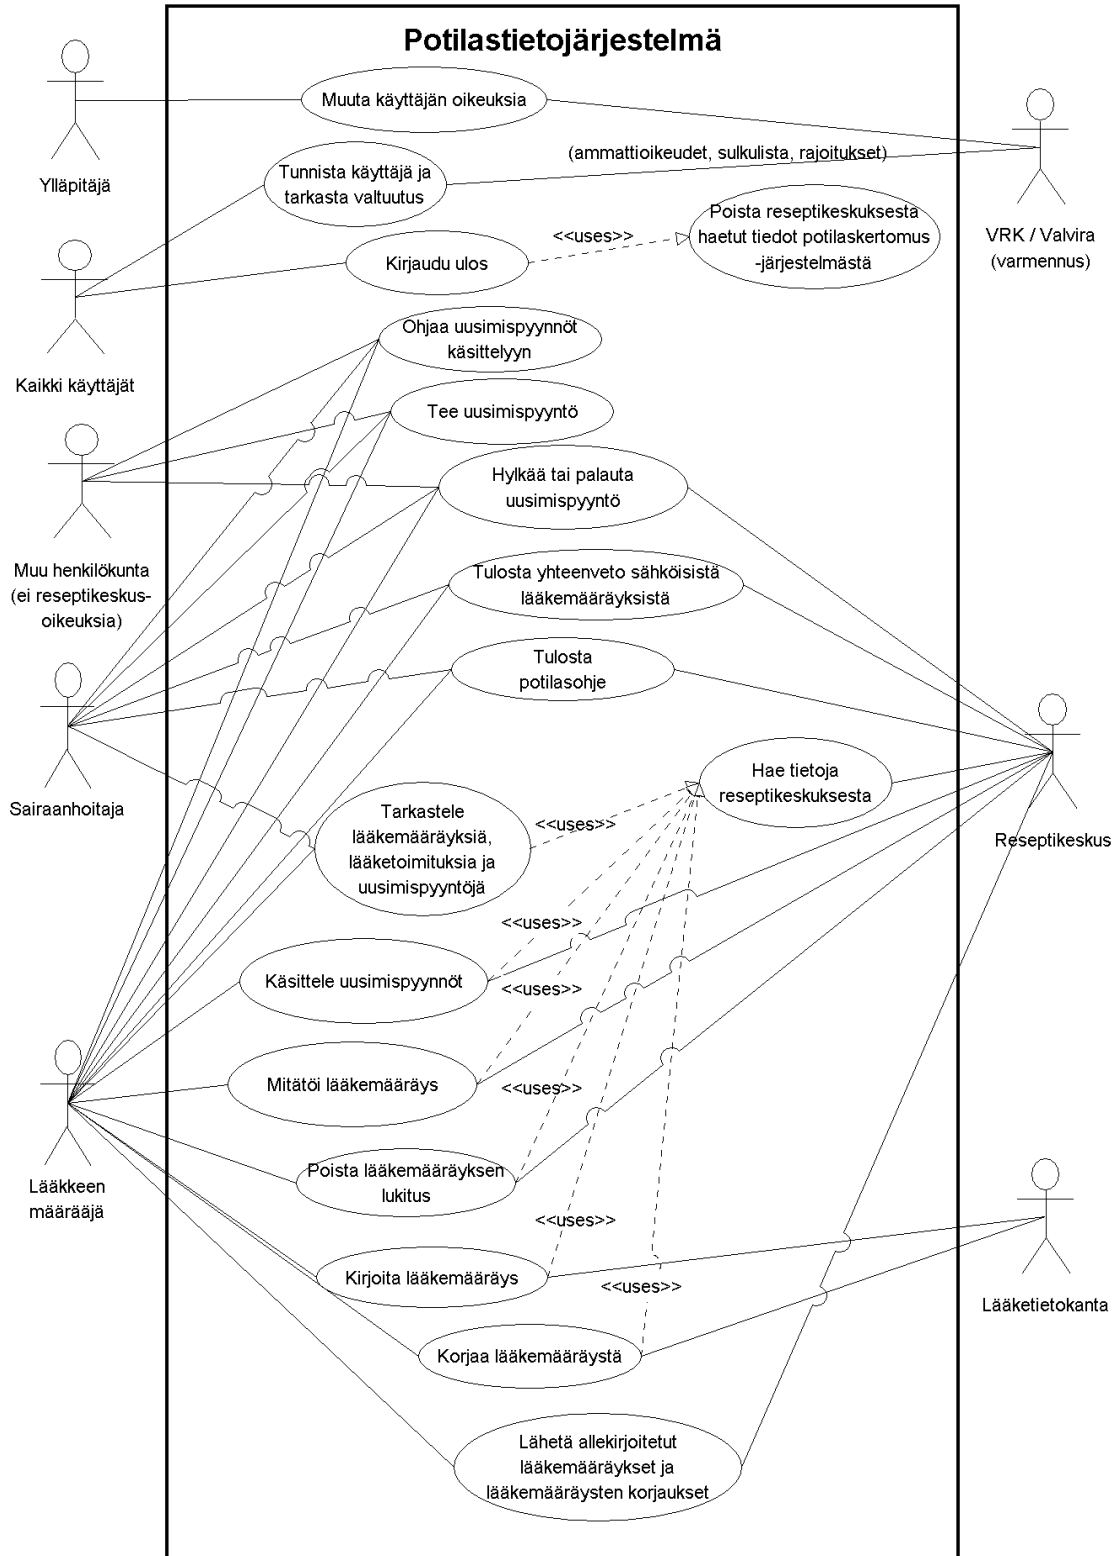 Potilastietojärjestelmä
Muuta käyttäjän oikeuksia
Ylläpitäjä
(ammattioikeudet, sulkulista, rajoitukset)
Tunnista käyttäjä ja
tarkasta valtuutus
VRK / Valvira
(varmennus)
Poista reseptikeskuksesta
haetut tiedot potilaskertomus
-järjestelmästä
<<uses>>
Kirjaudu ulos
Kaikki käyttäjät
Ohjaa uusimispyynnöt
käsittelyyn
Tee uusimispyyntö
Hylkää tai palauta
uusimispyyntö
Muu henkilökunta
(ei reseptikeskus-
oikeuksia)
Tulosta yhteenveto sähköisistä
lääkemääräyksistä
Tulosta
potilasohje
Sairaanhoitaja
Hae tietoja
reseptikeskuksesta
Reseptikeskus
Tarkastele
lääkemääräyksiä,
lääketoimituksia ja
uusimispyyntöjä
<<uses>>
<<uses>>
Käsittele uusimispyynnöt
<<uses>>
Mitätöi lääkemääräys
<<uses>>
Lääkkeen
määrääjä
Poista lääkemääräyksen
lukitus
<<uses>>
Kirjoita lääkemääräys
<<uses>>
Lääketietokanta
Korjaa lääkemääräystä
Lähetä allekirjoitetut
lääkemääräykset ja
lääkemääräysten korjaukset